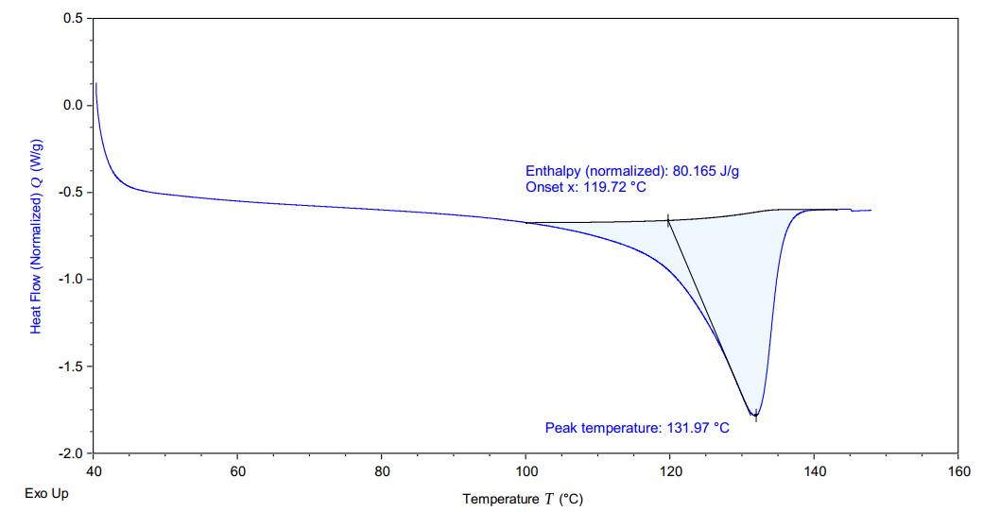 0.5
0.0
-0.5
-1.0
-1.5
-2.0
Heat Flow (Normalized) Q (W/g)
Enthalpy (normalized): 80.165 J/g
Onset x: 119.72 °C
Peak temperature: 131.97 °C
40 60 80 100 120 140 160
Exo Up
Temperature T (°C)